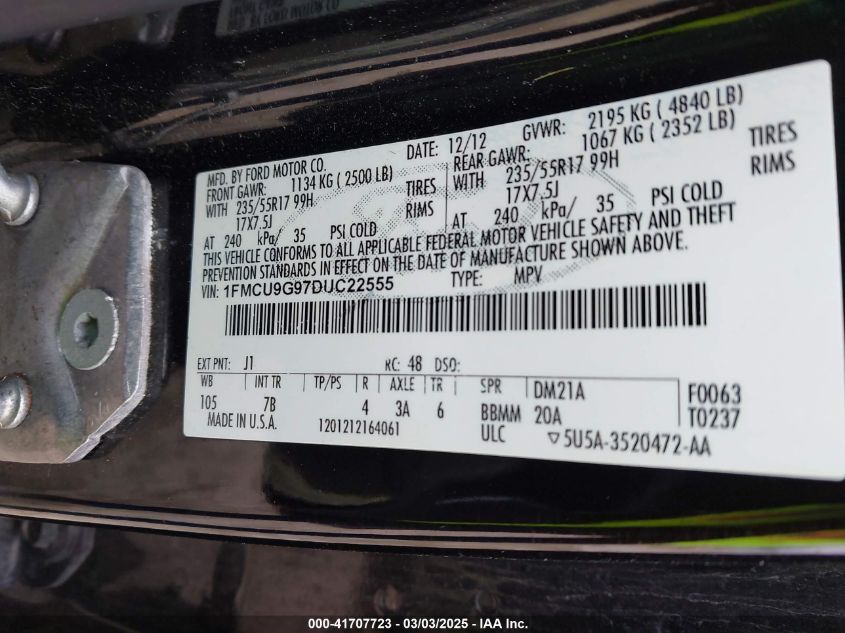 MFD. BY FORD MOTOR CO.
DATE: 12/12 GVWR: 2195 KG ( 4840 LB)
FRONT GAWR: 1134 KG ( 2500 LB) REAR GAWR: 1067 KG ( 2352 LB)
WITH 235/55R17 99H TIRES WITH 235/55R17 99H TIRES
17X7.5J RIMS 17X7.5J RIMS
AT 240 kPa/ 35 PSI COLD AT 240 kPa/ 35 PSI COLD
THIS VEHICLE CONFORMS TO ALL APPLICABLE FEDERAL MOTOR VEHICLE SAFETY AND THEFT
PREVENTION STANDARDS IN EFFECT ON THE DATE OF MANUFACTURE SHOWN ABOVE.
VIN: 1FMCU9G97DUC22555 TYPE: MPV
EXT PNT: J1 RC: 48 DSO:
WB INT TR TP/PS R AXLE TR SPR DM21A F0063
105 7B 4 3A 6 BBMM 20A T0237
MADE IN U.S.A. 1201212164061 ULC 5U5A-3520472-AA
000-41707723 - 03/03/2025 - IAA Inc.